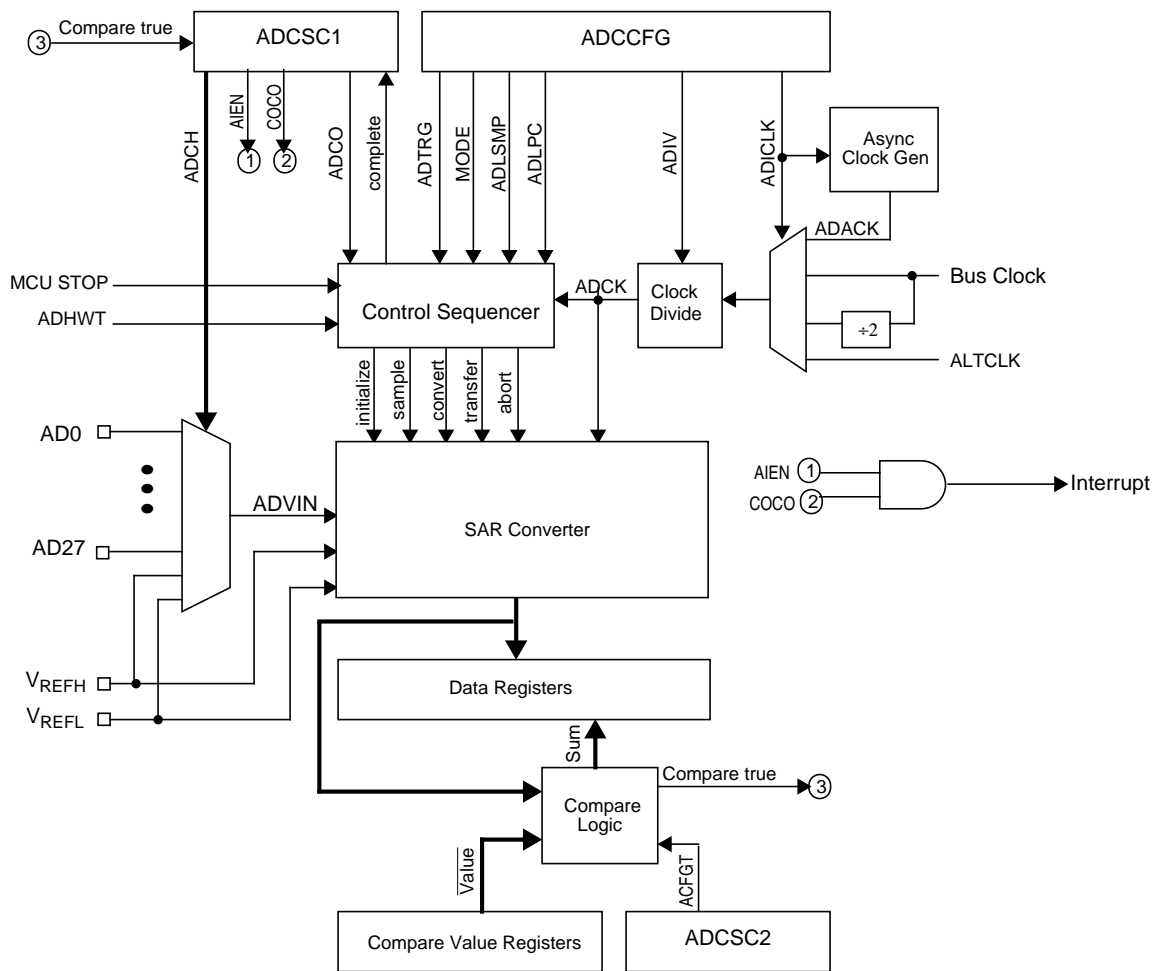 3 Compare true
ADCSC1
ADCCFG
ADCH
AIEN
COCO
1
2
ADCO
complete
ADTRG
MODE
ADLSMP
ADLPC
ADIV
ADICLK
Async
Clock Gen
ADACK
MCU STOP
ADHWT
Control Sequencer
ADCK
Clock
Divide
Bus Clock
÷2
ALTCLK
initialize
sample
convert
transfer
abort
AD0
AD27
ADVIN
SAR Converter
AIEN 1
COCO 2
Interrupt
VREFH
VREFL
Data Registers
Sum
Compare true 3
Compare
Logic
Value
ACFGT
Compare Value Registers
ADCSC2